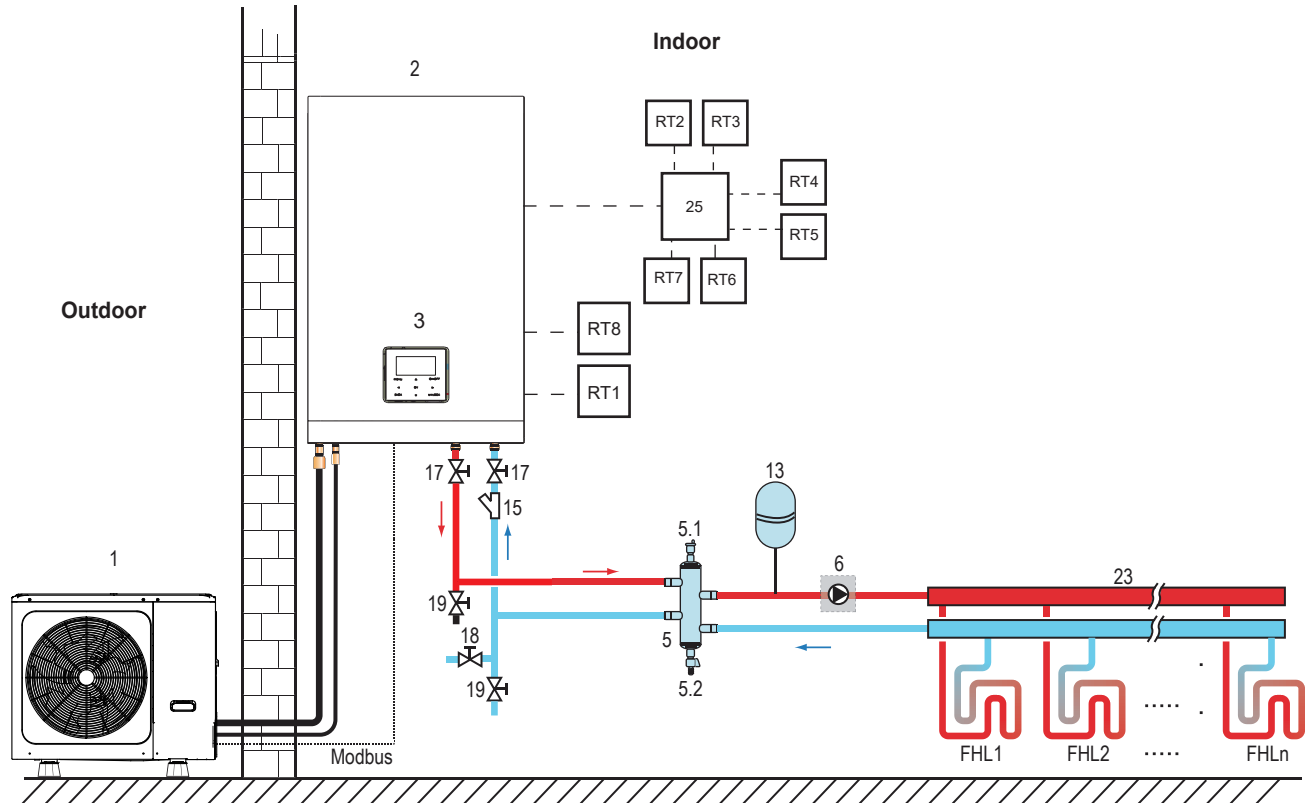 Indoor
2
RT2
RT3
RT4
25
RT5
RT7
RT6
Outdoor
3
RT8
RT1
17
17
15
13
5.1
1
6
23
19
18
5
19
5.2
.....
.
.
Modbus
FHL1
FHL2
.....
FHLn